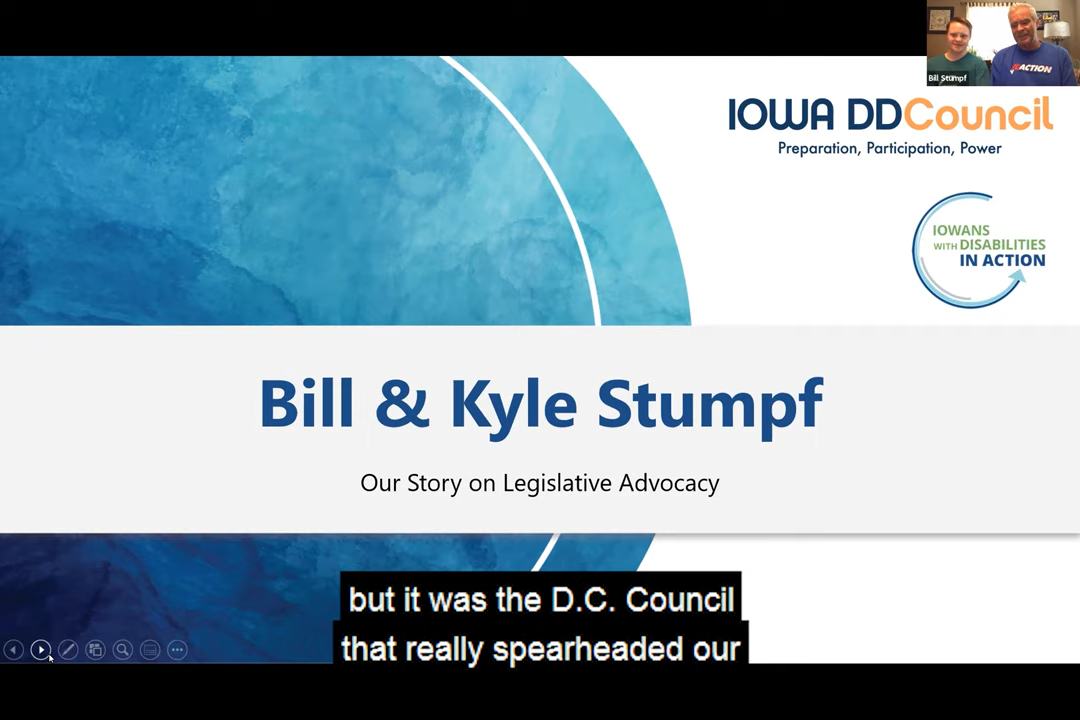 Bill Stumpf
ACTION
IOWA DDCouncil
Preparation, Participation, Power
IOWANS
WITH DISABILITIES
IN ACTION
Bill & Kyle Stumpf
Our Story on Legislative Advocacy
but it was the D.C. Council
that really spearheaded our